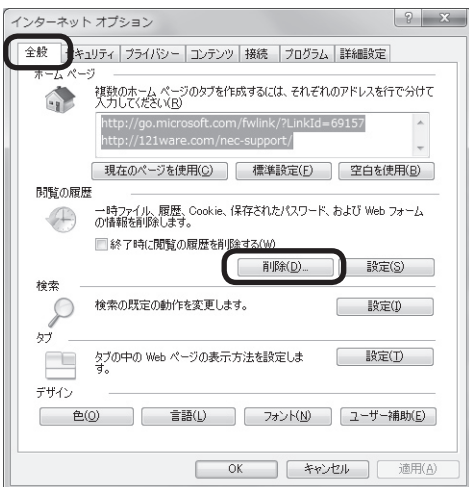 インターネット オプション
全般 セキュリティ プライバシー コンテンツ 接続 プログラム 詳細設定
ホーム ページ
複数のホーム ページのタブを作成するには、それぞれのアドレスを行で分けて
入力してください(R)
http://go.microsoft.com/fwlink/?LinkId=69157
http://121ware.com/nec-support/
現在のページを使用(C) 標準設定(F) 空白を使用(B)
閲覧の履歴
一時ファイル、履歴、Cookie、保存されたパスワード、および Web フォーム
の情報を削除します。
終了時に閲覧の履歴を削除する(W)
削除(D)... 設定(S)
検索
検索の既定の動作を変更します。 設定(I)
タブ
タブの中の Web ページの表示方法を設定しま
す。
設定(T)
デザイン
色(O) 言語(L) フォント(N) ユーザー補助(E)
OK キャンセル 適用(A)